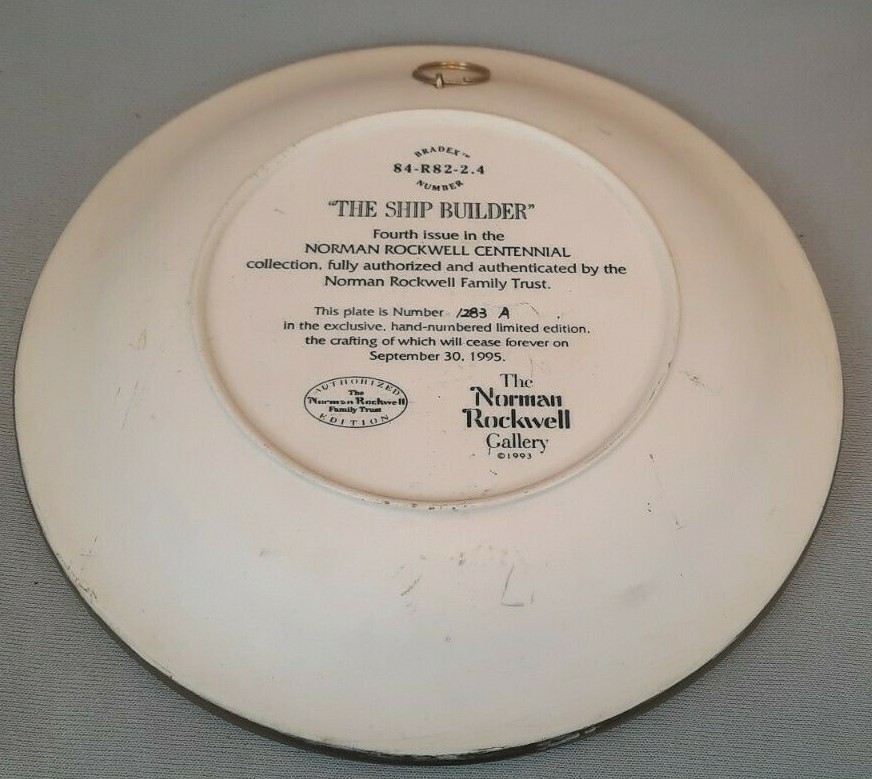 BRADEX™
84-R82-2.4
NUMBER
"THE SHIP BUILDER"
Fourth issue in the
NORMAN ROCKWELL CENTENNIAL
collection, fully authorized and authenticated by the
Norman Rockwell Family Trust.
This plate is Number 1283 A
in the exclusive, hand-numbered limited edition,
the crafting of which will cease forever on
September 30, 1995.
AUTHORIZED
The
Norman Rockwell
Family Trust
EDITION
The
Norman
Rockwell
Gallery
©1993